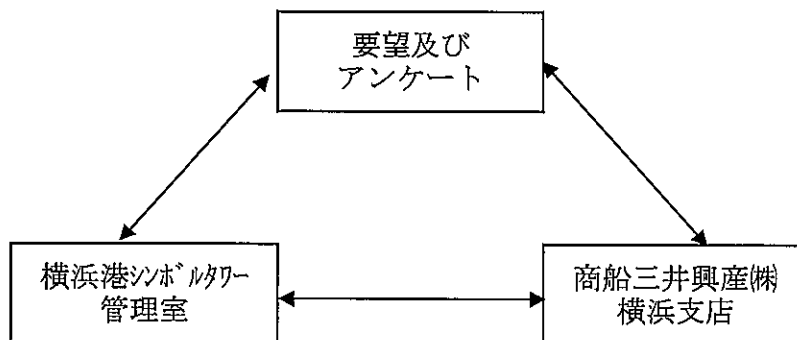 要望及び
アンケート
横浜港ｼﾝﾎﾞﾙﾀﾜｰ
管理室
商船三井興産㈱
横浜支店